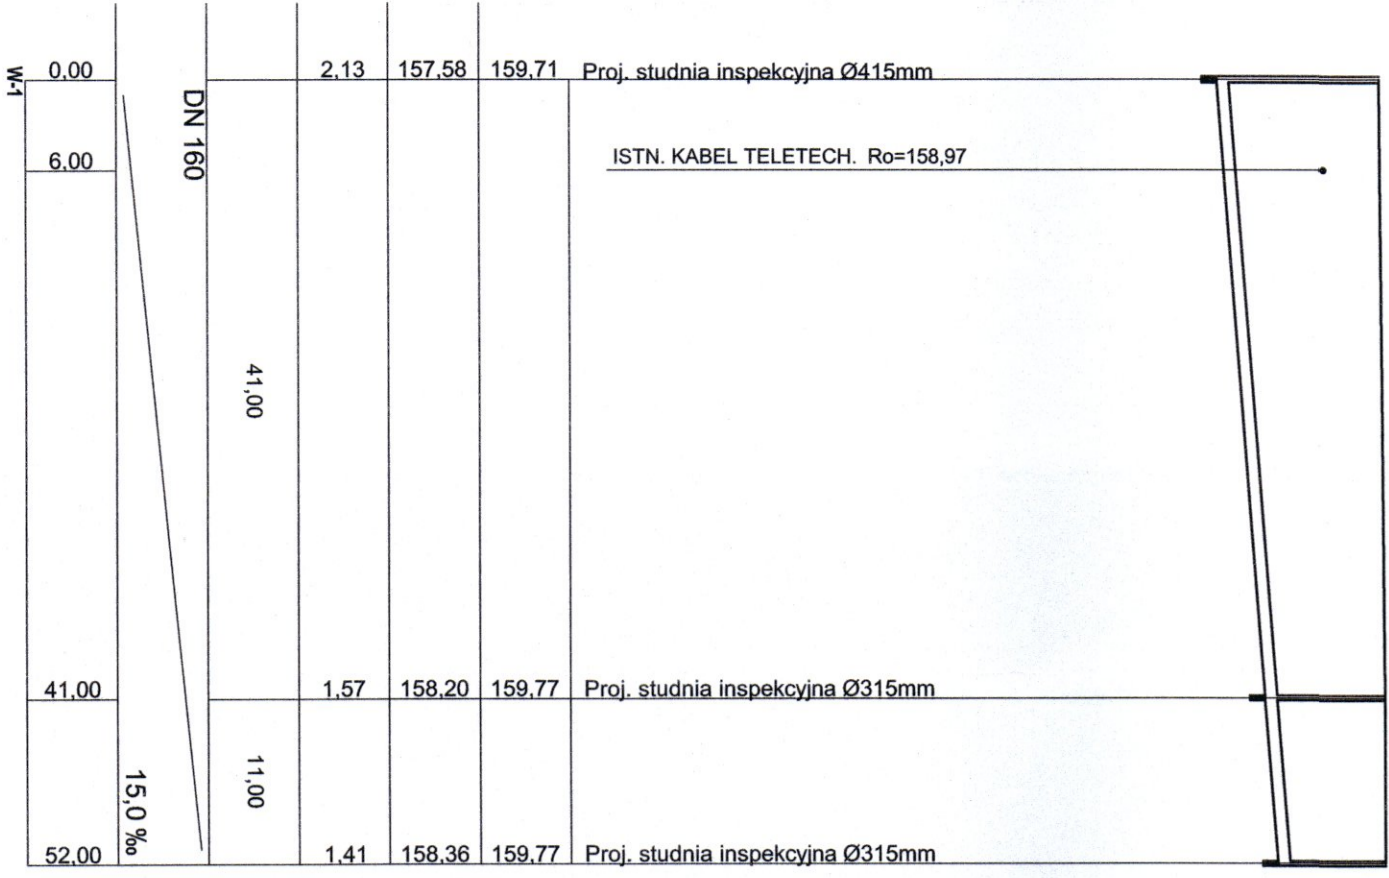 W-1
0,00 2,13 157,58 159,71 Proj. studnia inspekcyjna Ø415mm
DN 160
6,00 ISTN. KABEL TELETECH. Ro=158,97
41,00
41,00 1,57 158,20 159,77 Proj. studnia inspekcyjna Ø315mm
11,00
15,0 ‰
52,00 1,41 158,36 159,77 Proj. studnia inspekcyjna Ø315mm